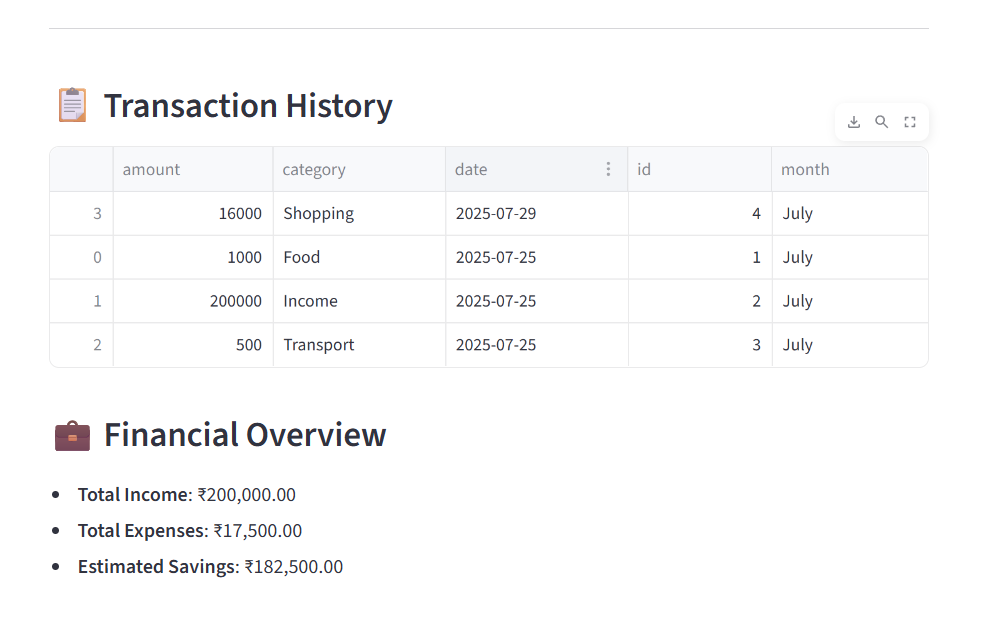 Transaction History
amount category date id month
3 16000 Shopping 2025-07-29 4 July
0 1000 Food 2025-07-25 1 July
1 200000 Income 2025-07-25 2 July
2 500 Transport 2025-07-25 3 July
Financial Overview
• Total Income: ₹200,000.00
• Total Expenses: ₹17,500.00
• Estimated Savings: ₹182,500.00